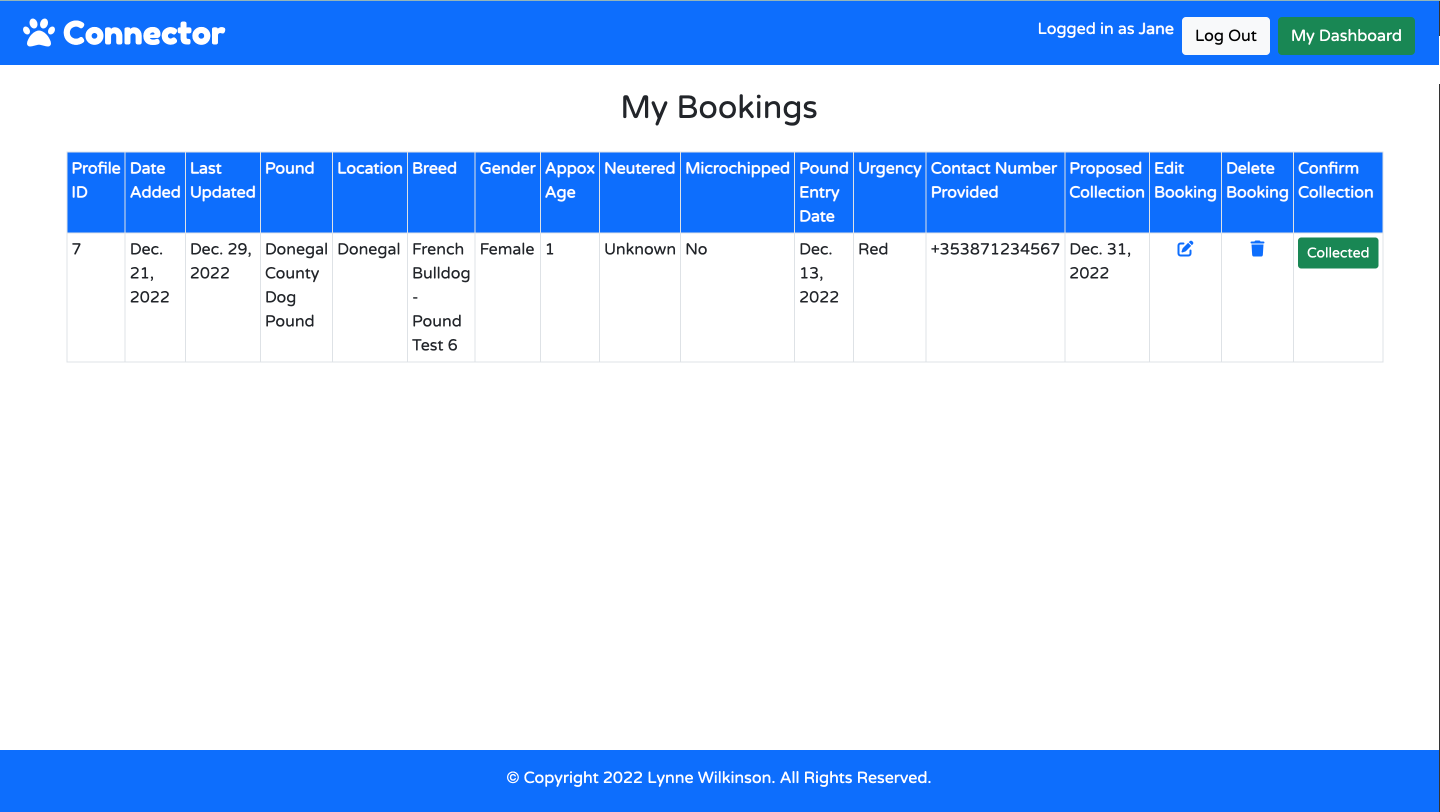 Connector
Logged in as Jane
Log Out
My Dashboard
My Bookings
Profile ID
Date Added
Last Updated
Pound
Location
Breed
Gender
Appox Age
Neutered
Microchipped
Pound Entry Date
Urgency
Contact Number Provided
Proposed Collection
Edit Booking
Delete Booking
Confirm Collection
7
Dec. 21, 2022
Dec. 29, 2022
Donegal County Dog Pound
Donegal
French Bulldog - Pound Test 6
Female
1
Unknown
No
Dec. 13, 2022
Red
+353871234567
Dec. 31, 2022
Collected
© Copyright 2022 Lynne Wilkinson. All Rights Reserved.